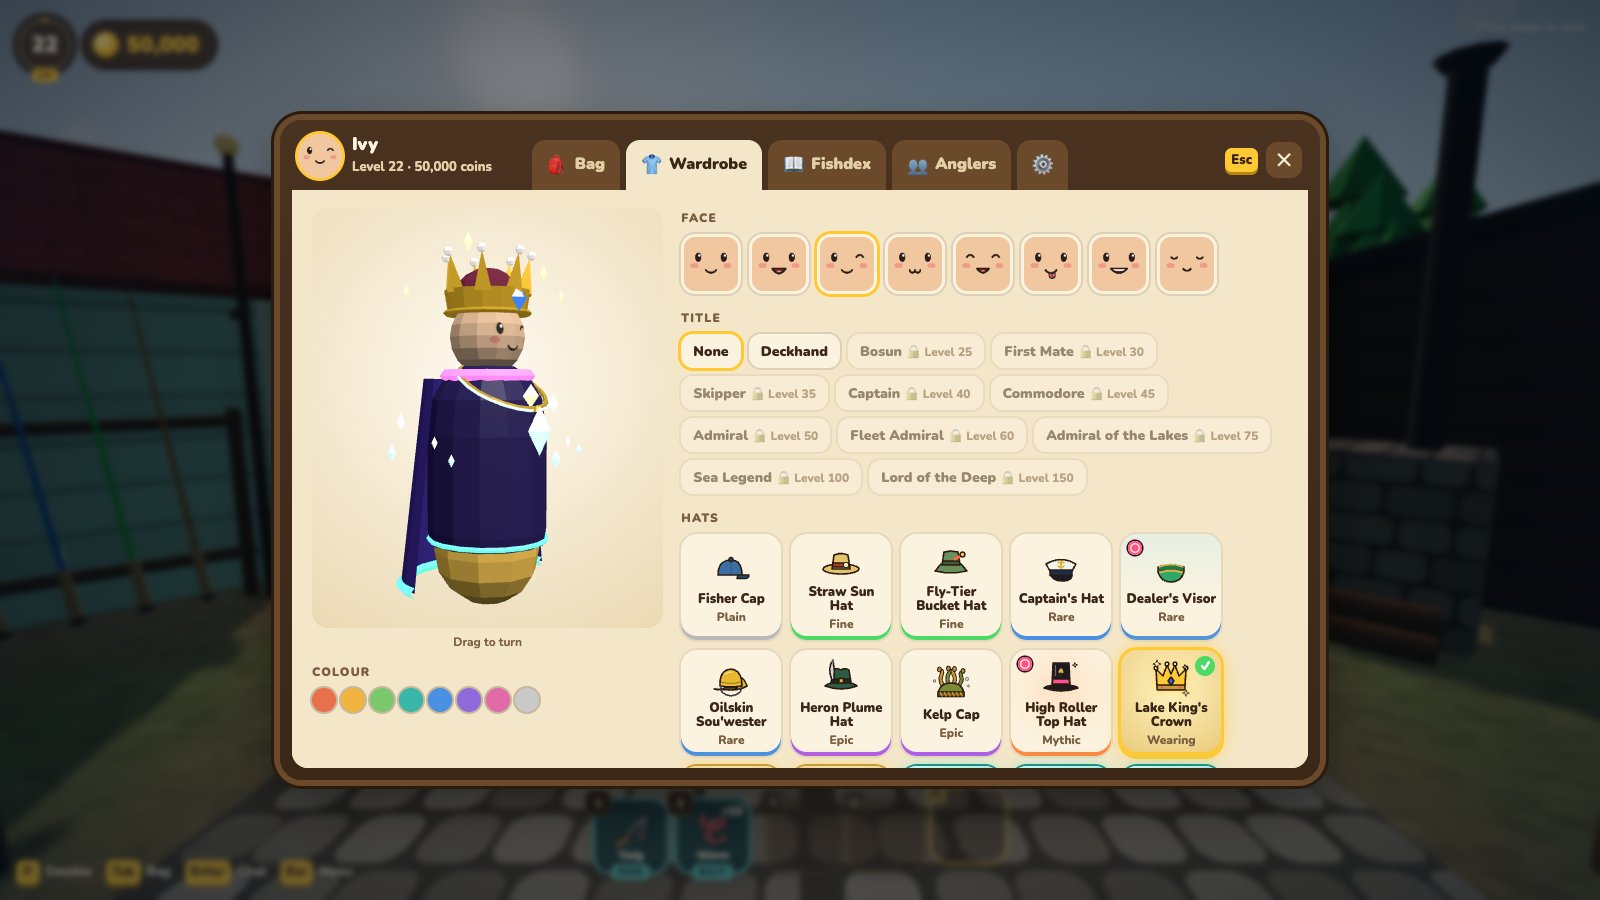 22
50,000
Ivy
Level 22 · 50,000 coins
Bag
Wardrobe
Fishdex
Anglers
Esc
FACE
TITLE
None
Deckhand
Bosun Level 25
First Mate Level 30
Skipper Level 35
Captain Level 40
Commodore Level 45
Admiral Level 50
Fleet Admiral Level 60
Admiral of the Lakes Level 75
Sea Legend Level 100
Lord of the Deep Level 150
HATS
Fisher Cap
Plain
Straw Sun
Hat
Fine
Fly-Tier
Bucket Hat
Fine
Captain's Hat
Rare
Dealer's Visor
Rare
Oilskin
Sou'wester
Rare
Heron Plume
Hat
Epic
Kelp Cap
Epic
High Roller
Top Hat
Mythic
Lake King's
Crown
Wearing
Drag to turn
COLOUR